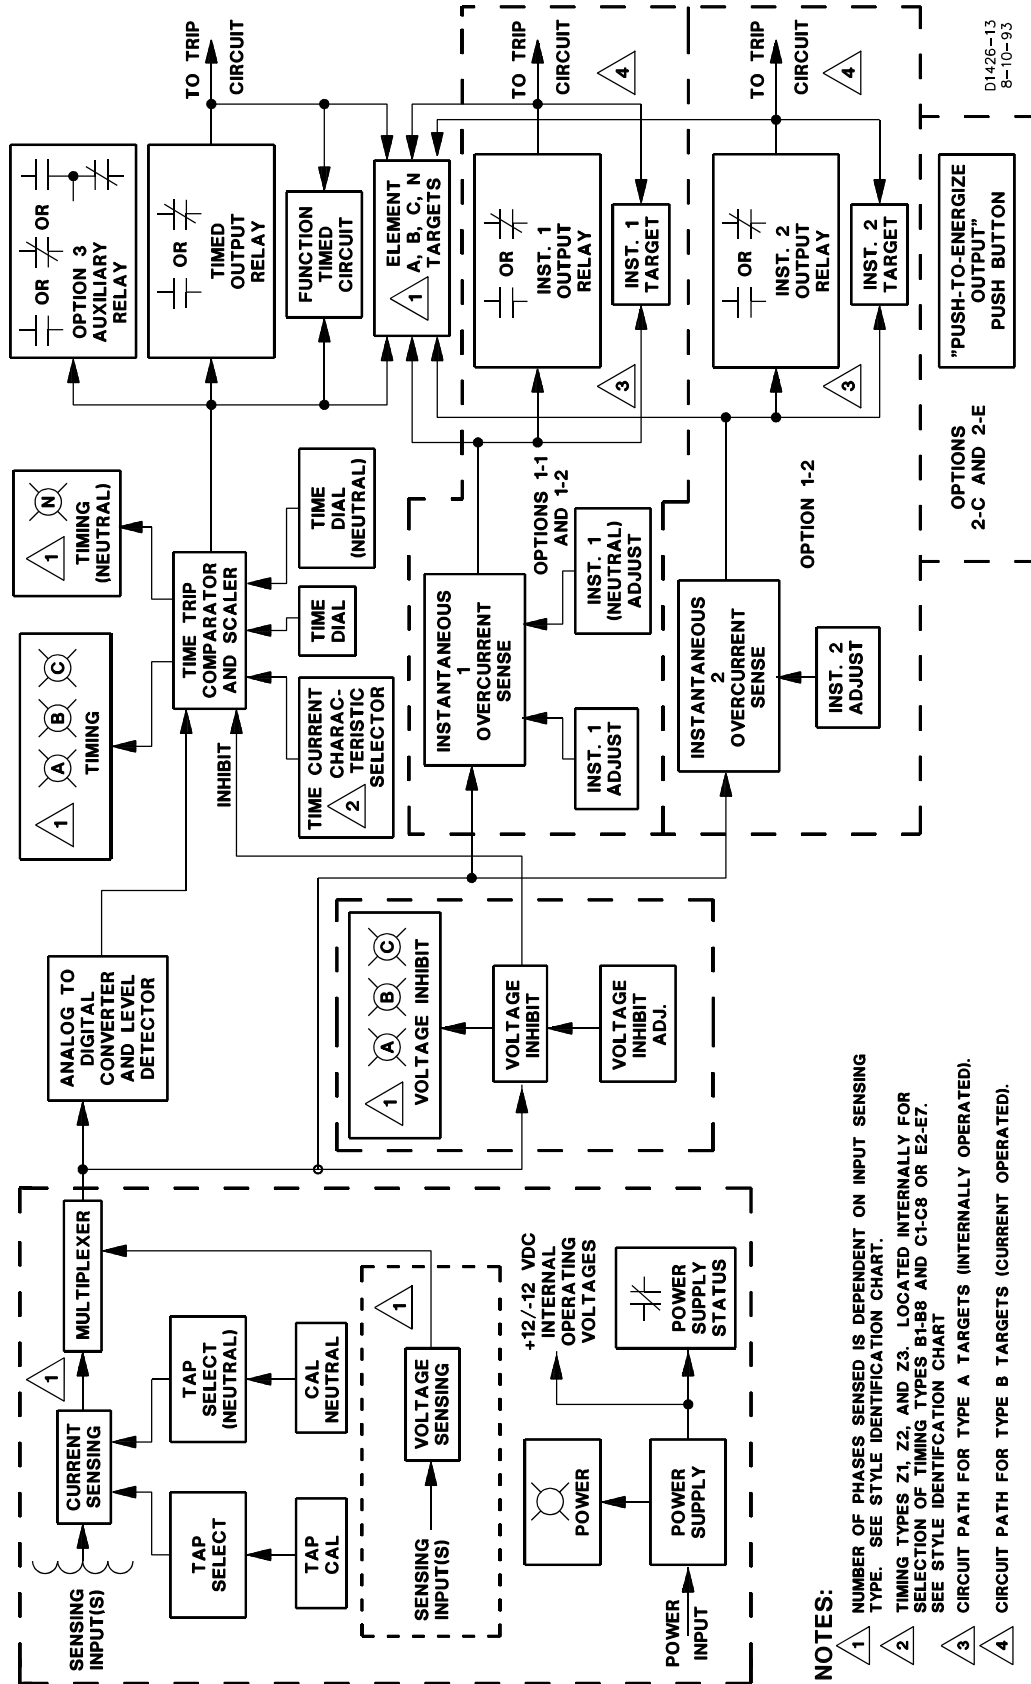 SENSING
INPUT(S)
CURRENT
SENSING
1
MULTIPLEXER
TAP
SELECT
TAP
SELECT
(NEUTRAL)
TAP
CAL
CAL
NEUTRAL
SENSING
INPUT(S)
VOLTAGE
SENSING
1
POWER
INPUT
POWER
SUPPLY
POWER
+12/-12 VDC
INTERNAL
OPERATING
VOLTAGES
POWER
SUPPLY
STATUS
ANALOG TO
DIGITAL
CONVERTER
AND LEVEL
DETECTOR
1
A B C
VOLTAGE INHIBIT
VOLTAGE
INHIBIT
VOLTAGE
INHIBIT
ADJ.
1
A B C
TIMING
1
N
TIMING
(NEUTRAL)
INHIBIT
TIME TRIP
COMPARATOR
AND SCALER
TIME CURRENT
CHARAC-
TERISTIC
SELECTOR
2
TIME
DIAL
TIME
DIAL
(NEUTRAL)
INSTANTANEOUS
1
OVERCURRENT
SENSE
INST. 1
ADJUST
INST. 1
(NEUTRAL)
ADJUST
OPTIONS 1-1
AND 1-2
INSTANTANEOUS
2
OVERCURRENT
SENSE
INST. 2
ADJUST
OPTION 1-2
OR OR
OPTION 3
AUXILIARY
RELAY
OR
TIMED
OUTPUT
RELAY
TO TRIP
CIRCUIT
FUNCTION
TIMED
CIRCUIT
ELEMENT
1 A, B, C, N
TARGETS
OR
INST. 1
OUTPUT
RELAY
TO TRIP
CIRCUIT
4
3
INST. 1
TARGET
OR
INST. 2
OUTPUT
RELAY
TO TRIP
CIRCUIT
4
3
INST. 2
TARGET
OPTIONS
2-C AND 2-E
"PUSH-TO-ENERGIZE
OUTPUT"
PUSH BUTTON
D1426-13
8-10-93
NOTES:
1 NUMBER OF PHASES SENSED IS DEPENDENT ON INPUT SENSING
TYPE. SEE STYLE IDENTIFICATION CHART.
2 TIMING TYPES Z1, Z2, AND Z3. LOCATED INTERNALLY FOR
SELECTION OF TIMING TYPES B1-B8 AND C1-C8 OR E2-E7.
SEE STYLE IDENTIFCATION CHART
3 CIRCUIT PATH FOR TYPE A TARGETS (INTERNALLY OPERATED).
4 CIRCUIT PATH FOR TYPE B TARGETS (CURRENT OPERATED).